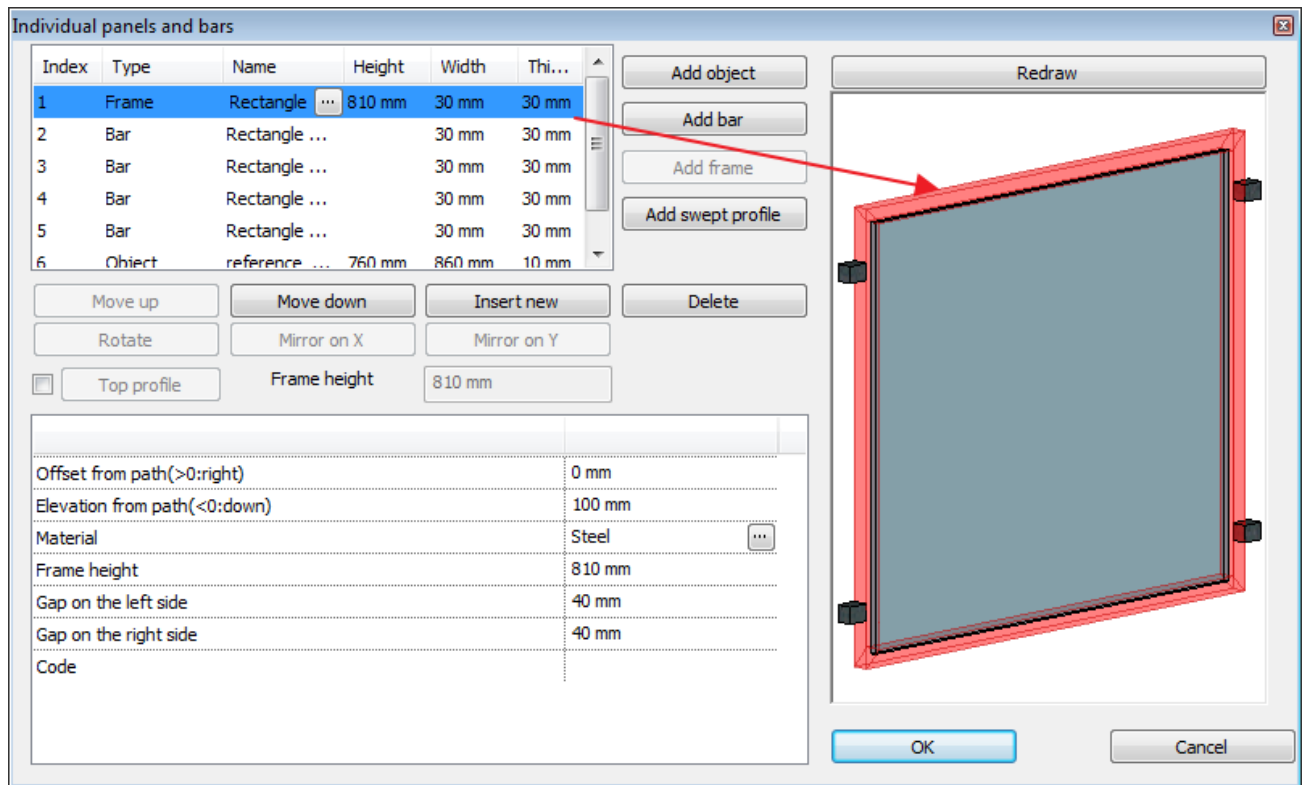 Individual panels and bars
Index Type Name Height Width Thi...
1 Frame Rectangle ... 810 mm 30 mm 30 mm
2 Bar Rectangle ... 30 mm 30 mm
3 Bar Rectangle ... 30 mm 30 mm
4 Bar Rectangle ... 30 mm 30 mm
5 Bar Rectangle ... 30 mm 30 mm
6 Object reference ... 760 mm 860 mm 10 mm
Add object
Add bar
Add frame
Add swept profile
Redraw
Move up Move down Insert new Delete
Rotate Mirror on X Mirror on Y
Top profile Frame height 810 mm
Offset from path(>0:right) 0 mm
Elevation from path(<0:down) 100 mm
Material Steel ...
Frame height 810 mm
Gap on the left side 40 mm
Gap on the right side 40 mm
Code
OK Cancel